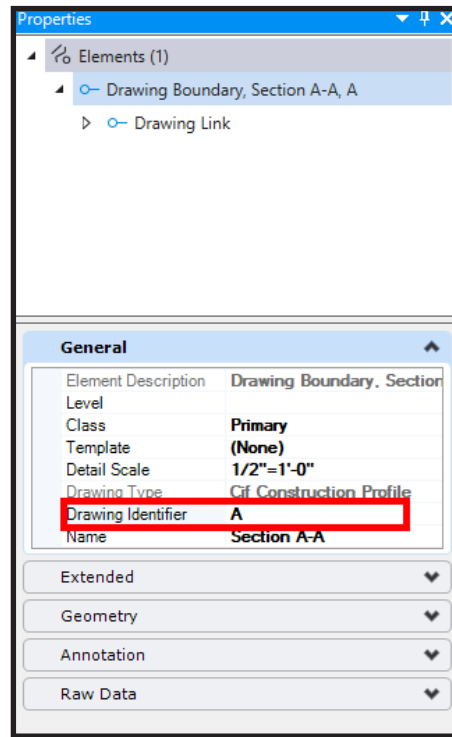 Properties
Elements (1)
Drawing Boundary, Section A-A, A
Drawing Link
General
Element Description Drawing Boundary, Section
Level
Class Primary
Template (None)
Detail Scale 1/2"=1'-0"
Drawing Type Cif Construction Profile
Drawing Identifier A
Name Section A-A
Extended
Geometry
Annotation
Raw Data